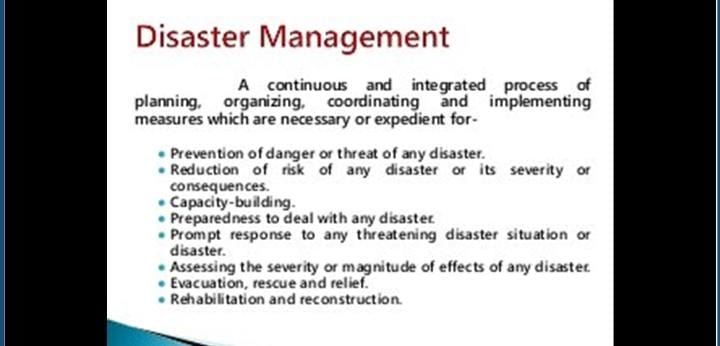 Disaster Management
A continuous and integrated process of
planning, organizing, coordinating and implementing
measures which are necessary or expedient for-
• Prevention of danger or threat of any disaster.
• Reduction of risk of any disaster or its severity or
consequences.
• Capacity-building.
• Preparedness to deal with any disaster.
• Prompt response to any threatening disaster situation or
disaster.
• Assessing the severity or magnitude of effects of any disaster.
• Evacuation, rescue and relief.
• Rehabilitation and reconstruction.